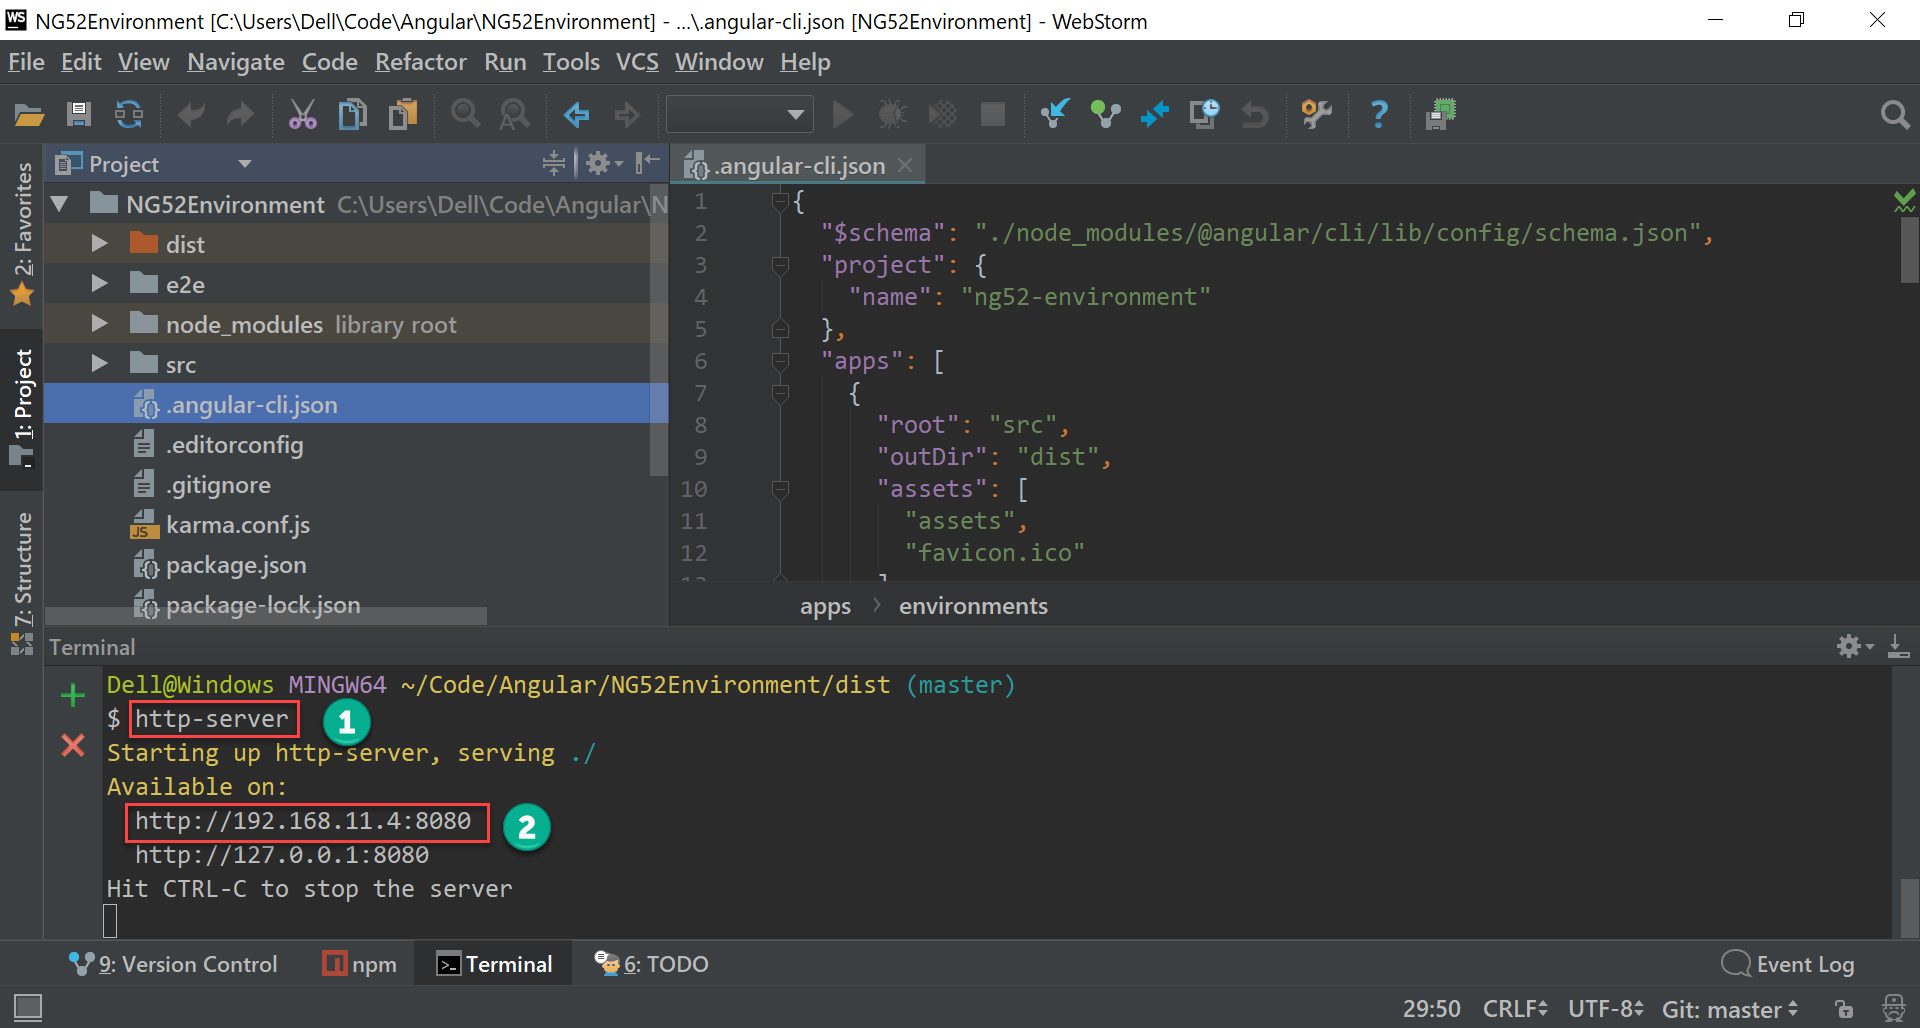 WS NG52Environment [C:\Users\Dell\Code\Angular\NG52Environment] - ...\.angular-cli.json [NG52Environment] - WebStorm
File Edit View Navigate Code Refactor Run Tools VCS Window Help
Project
.angular-cli.json
2: Favorites
1: Project
7: Structure
NG52Environment C:\Users\Dell\Code\Angular\N
dist
e2e
node_modules library root
src
.angular-cli.json
.editorconfig
.gitignore
JS karma.conf.js
package.json
package-lock.json
1 {
2 "$schema": "./node_modules/@angular/cli/lib/config/schema.json",
3 "project": {
4 "name": "ng52-environment"
5 },
6 "apps": [
7 {
8 "root": "src",
9 "outDir": "dist",
10 "assets": [
11 "assets",
12 "favicon.ico"
13 ]
apps environments
Terminal
Dell@Windows MINGW64 ~/Code/Angular/NG52Environment/dist (master)
$ http-server 1
Starting up http-server, serving ./
Available on:
http://192.168.11.4:8080 2
http://127.0.0.1:8080
Hit CTRL-C to stop the server
9: Version Control npm Terminal 6: TODO Event Log
29:50 CRLF UTF-8 Git: master